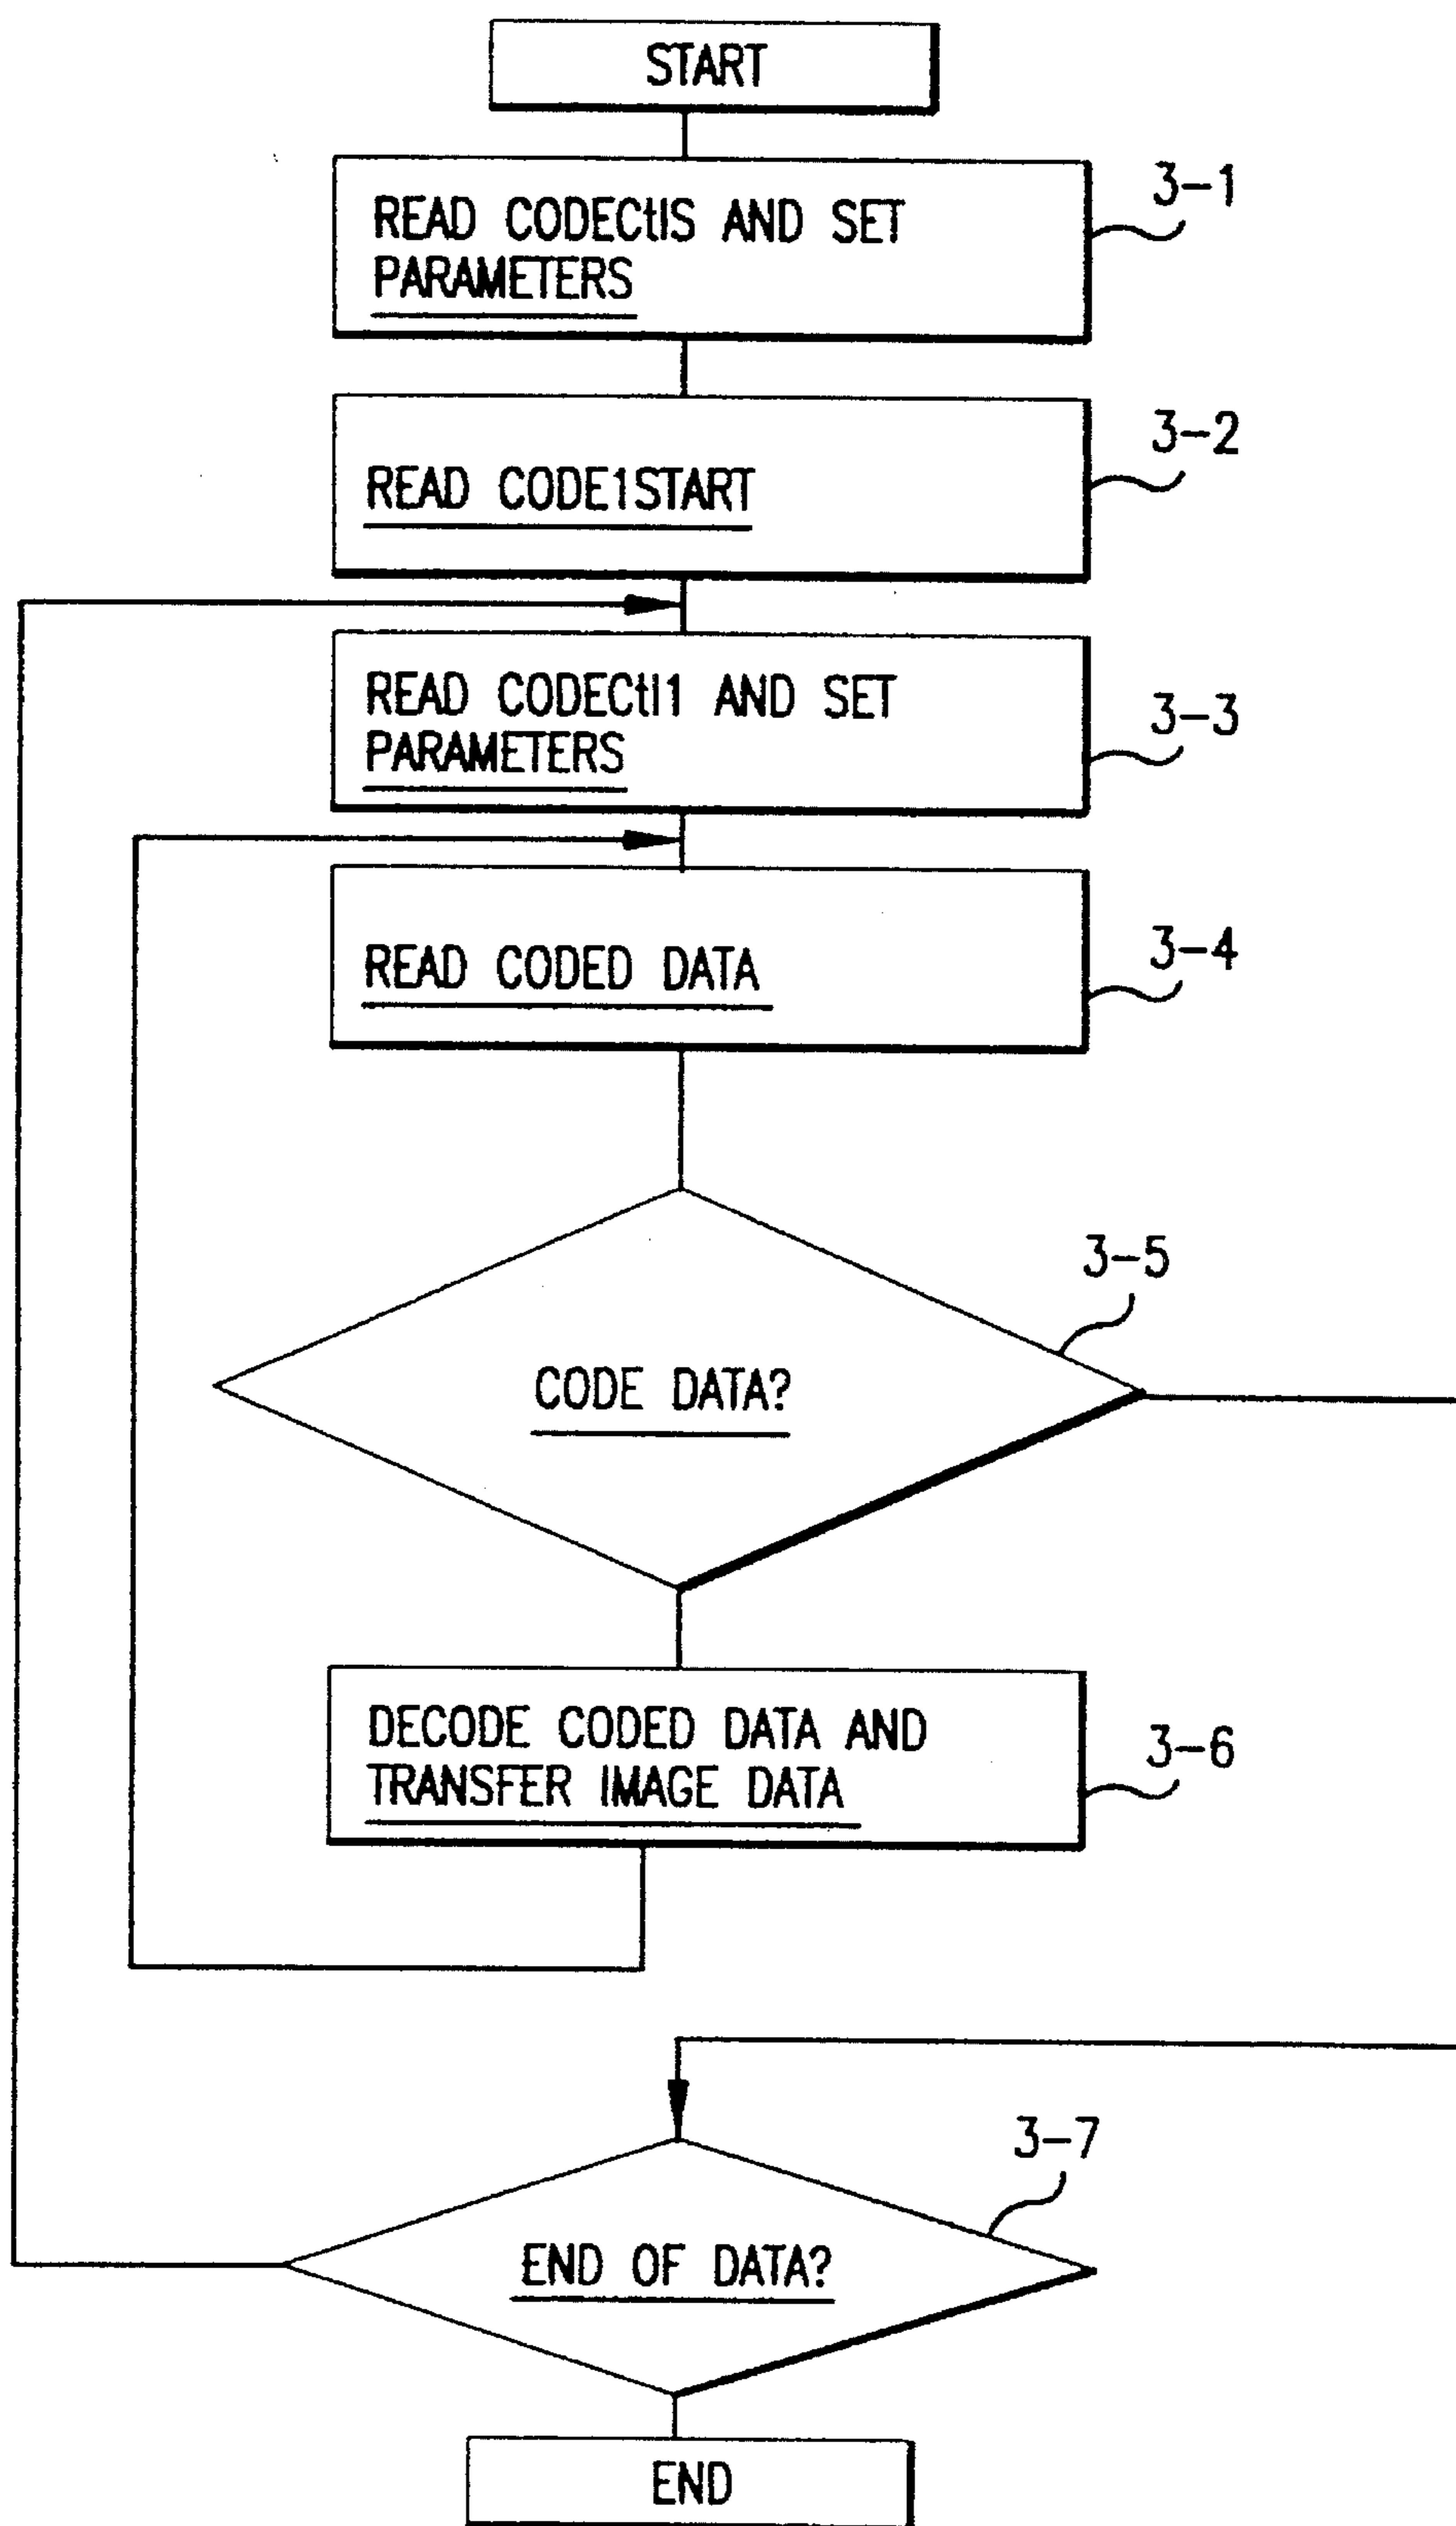 START
READ CODECtlS AND SET
PARAMETERS
3-1
READ CODE1START
3-2
READ CODECtl1 AND SET
PARAMETERS
3-3
READ CODED DATA
3-4
CODE DATA?
3-5
DECODE CODED DATA AND
TRANSFER IMAGE DATA
3-6
END OF DATA?
3-7
END